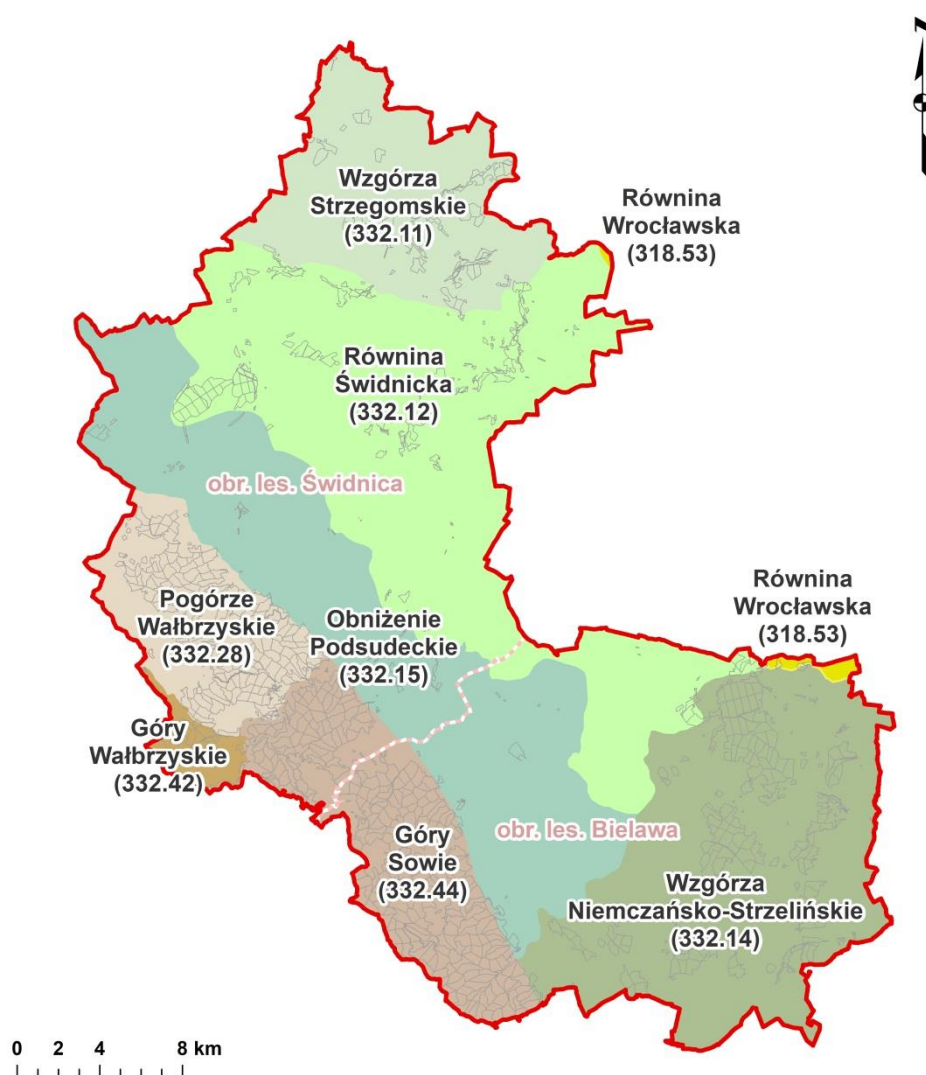 Wzgórza
Strzegomskie
(332.11)
Równina
Wrocławska
(318.53)
Równina
Świdnicka
(332.12)
obr. les. Świdnica
Pogórze
Wałbrzyskie
(332.28)
Obniżenie
Podsudeckie
(332.15)
Równina
Wrocławska
(318.53)
Góry
Wałbrzyskie
(332.42)
obr. les. Bielawa
Góry
Sowie
(332.44)
Wzgórza
Niemczańsko-Strzelińskie
(332.14)
0 2 4 8 km